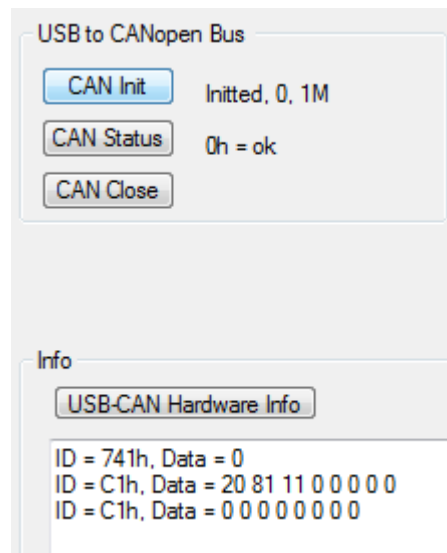 USB to CANopen Bus
CAN Init
Initted, 0, 1M
CAN Status
0h = ok
CAN Close
Info
USB-CAN Hardware Info
ID = 741h, Data = 0
ID = C1h, Data = 20 81 11 0 0 0 0 0
ID = C1h, Data = 0 0 0 0 0 0 0 0